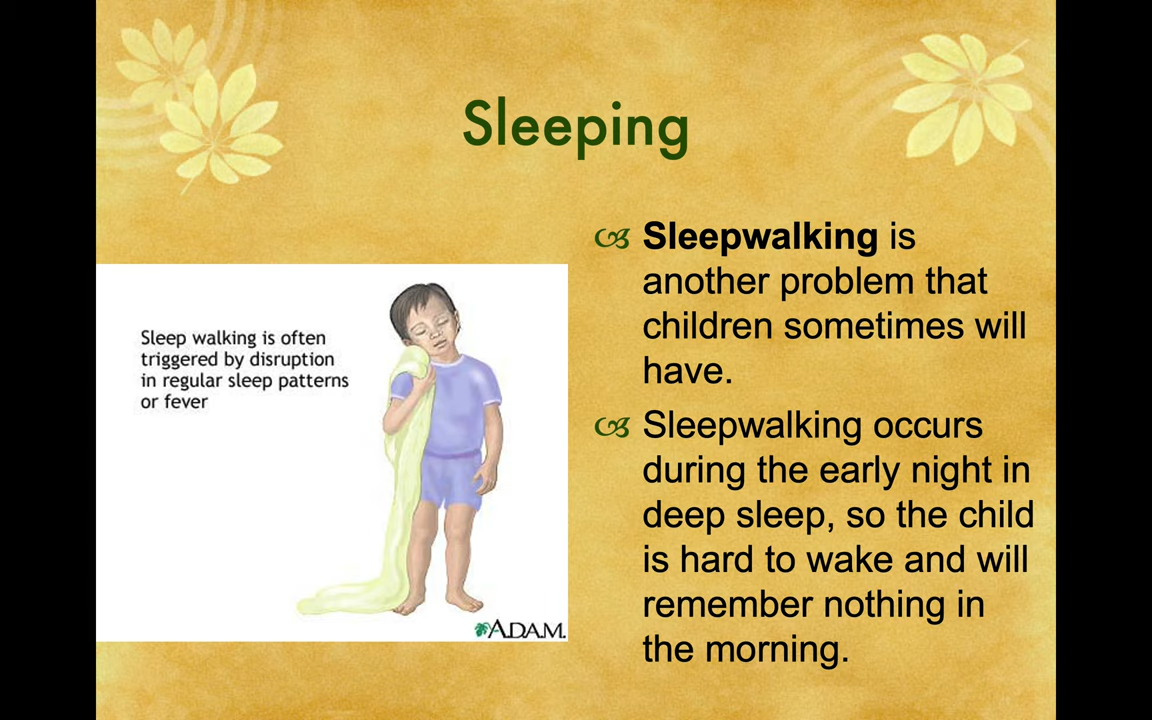 Sleeping
Sleep walking is often
triggered by disruption
in regular sleep patterns
or fever
A.D.A.M.
Sleepwalking is
another problem that
children sometimes will
have.
Sleepwalking occurs
during the early night in
deep sleep, so the child
is hard to wake and will
remember nothing in
the morning.